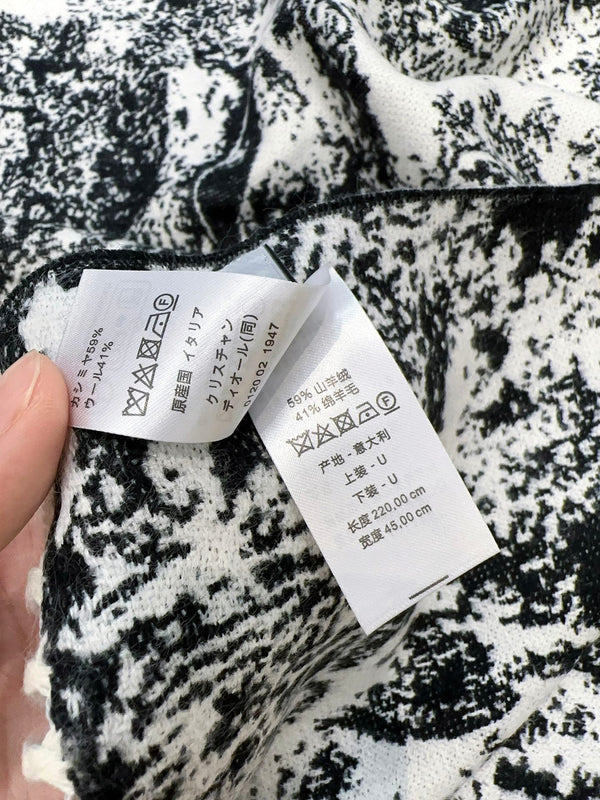 カシミヤ59%
ウール41%
原産国 イタリア
クリスチャン
ディオール(同)
0120 02 1947
59% 山羊绒
41% 绵羊毛
产地 - 意大利
上装 - U
下装 - U
长度 220.00 cm
宽度 45.00 cm